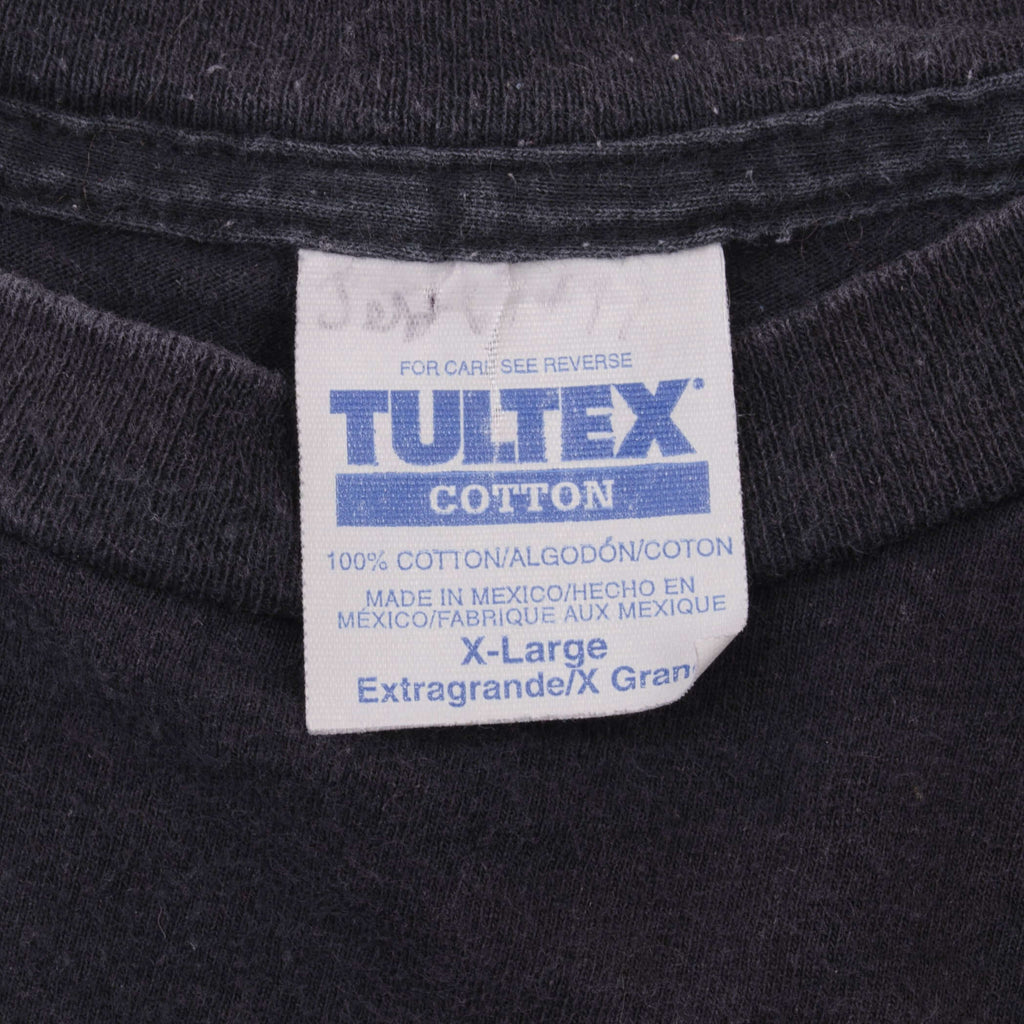 FOR CARE SEE REVERSE
TULTEX®
COTTON
100% COTTON/ALGODÓN/COTON
MADE IN MEXICO/HECHO EN
MÉXICO/FABRIQUE AUX MEXIQUE
X-Large
Extragrande/X Gran